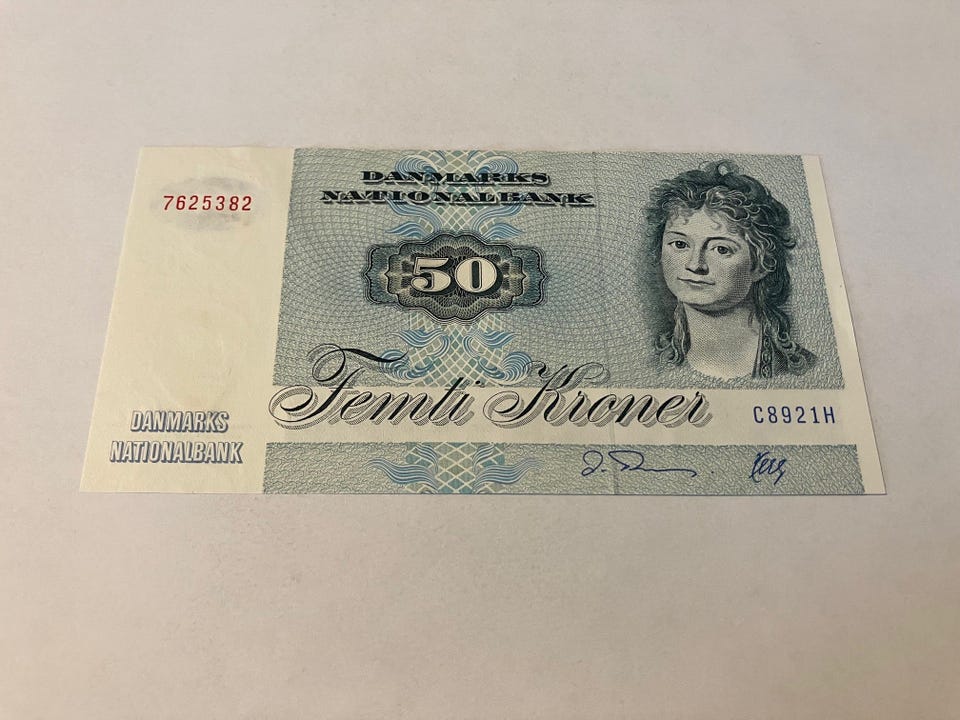 7625382
DANMARKS
NATIONALBANK
50
Femti Kroner
C8921H
DANMARKS
NATIONALBANK